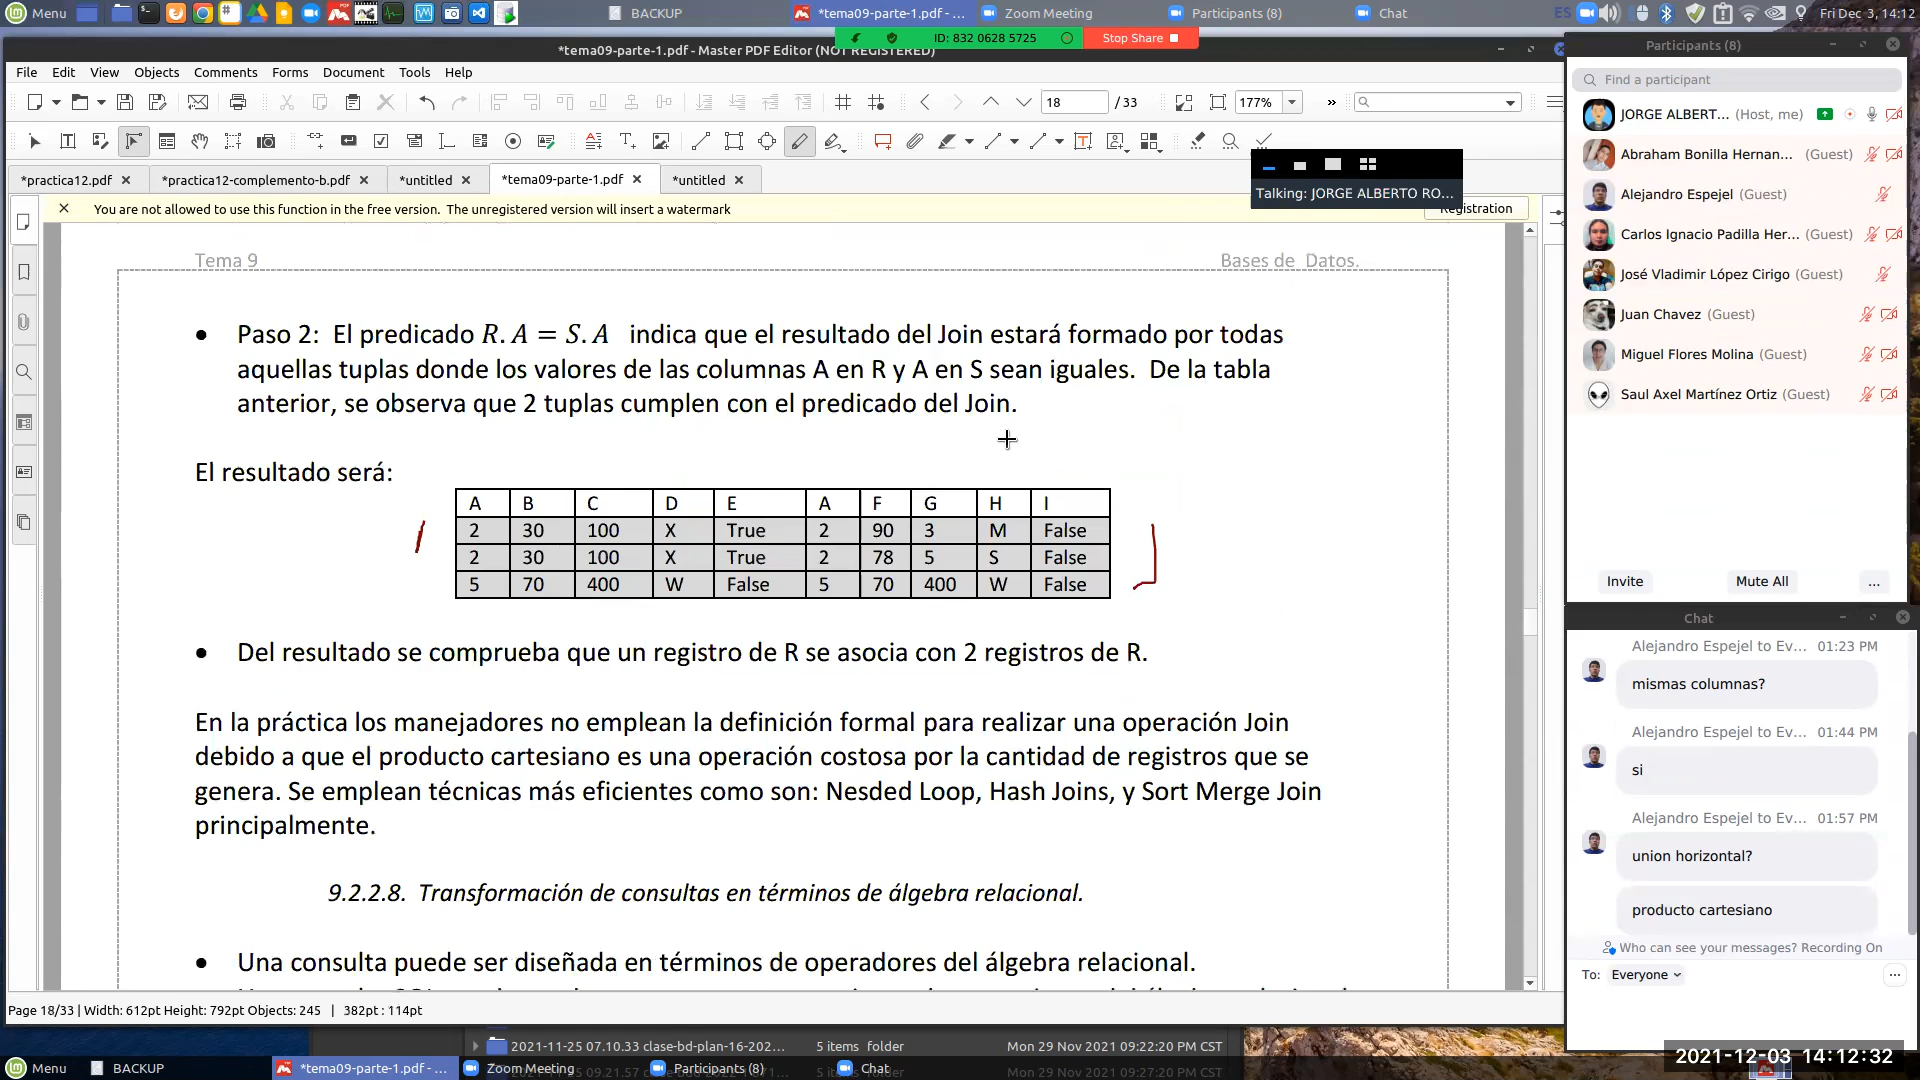 Menu
BACKUP
*tema09-parte-1.pdf - ...
Zoom Meeting
Participants (8)
Chat
ES
Fri Dec 3, 14:12
ID: 832 0628 5725
Stop Share
*tema09-parte-1.pdf - Master PDF Editor (NOT REGISTERED)
File Edit View Objects Comments Forms Document Tools Help
18 / 33
177%
*practica12.pdf
*practica12-complemento-b.pdf
*untitled
*tema09-parte-1.pdf
*untitled
Talking: JORGE ALBERTO RO...
You are not allowed to use this function in the free version. The unregistered version will insert a watermark
Registration
Tema 9
Bases de Datos.
• Paso 2: El predicado R.A = S.A indica que el resultado del Join estará formado por todas
aquellas tuplas donde los valores de las columnas A en R y A en S sean iguales. De la tabla
anterior, se observa que 2 tuplas cumplen con el predicado del Join.
El resultado será:
A B C D E A F G H I
2 30 100 X True 2 90 3 M False
2 30 100 X True 2 78 5 S False
5 70 400 W False 5 70 400 W False
• Del resultado se comprueba que un registro de R se asocia con 2 registros de R.
En la práctica los manejadores no emplean la definición formal para realizar una operación Join
debido a que el producto cartesiano es una operación costosa por la cantidad de registros que se
genera. Se emplean técnicas más eficientes como son: Nesded Loop, Hash Joins, y Sort Merge Join
principalmente.
9.2.2.8. Transformación de consultas en términos de álgebra relacional.
• Una consulta puede ser diseñada en términos de operadores del álgebra relacional.
Page 18/33 | Width: 612pt Height: 792pt Objects: 245 | 382pt : 114pt
Participants (8)
Find a participant
JORGE ALBERT... (Host, me)
Abraham Bonilla Hernan... (Guest)
Alejandro Espejel (Guest)
Carlos Ignacio Padilla Her... (Guest)
José Vladimir López Cirigo (Guest)
Juan Chavez (Guest)
Miguel Flores Molina (Guest)
Saul Axel Martínez Ortiz (Guest)
Invite
Mute All
...
Chat
Alejandro Espejel to Ev... 01:23 PM
mismas columnas?
Alejandro Espejel to Ev... 01:44 PM
si
Alejandro Espejel to Ev... 01:57 PM
union horizontal?
producto cartesiano
Who can see your messages? Recording On
To: Everyone
...
2021-11-25 07.10.33 clase-bd-plan-16-202... 5 items folder Mon 29 Nov 2021 09:22:20 PM CST
Menu
BACKUP
*tema09-parte-1.pdf - ...
Zoom Meeting
Participants (8)
Chat
2021-12-03 14:12:32